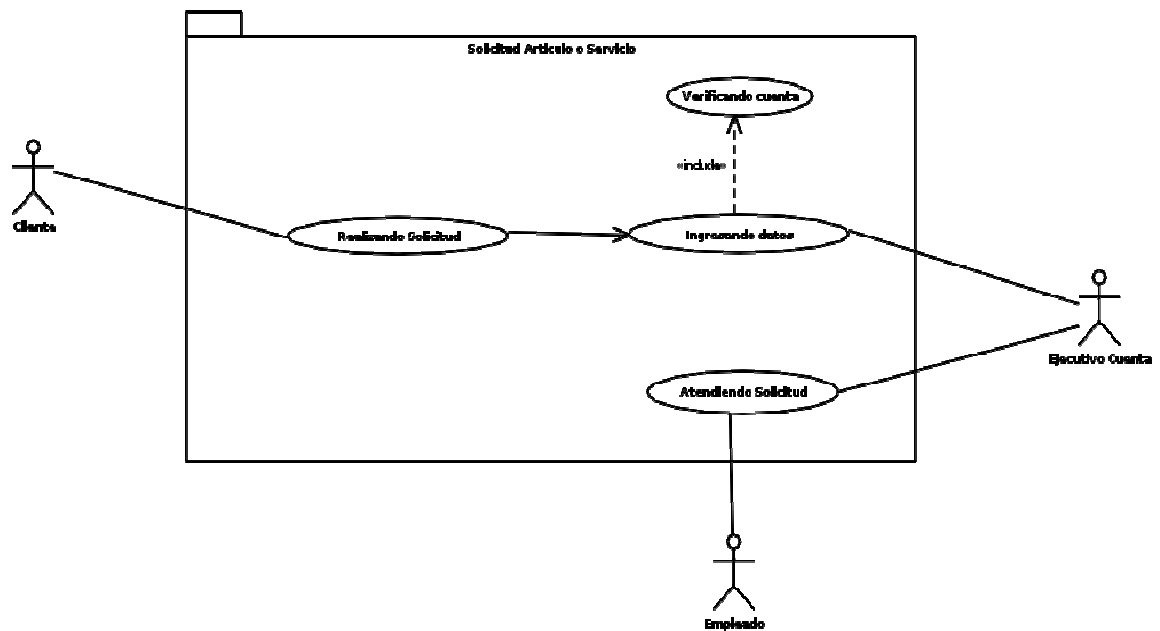 Solicitud Articulo o Servicio
Verificando cuenta
«include»
Cliente
Realizando Solicitud
Ingresando datos
Ejecutivo Cuenta
Atendiendo Solicitud
Empleado